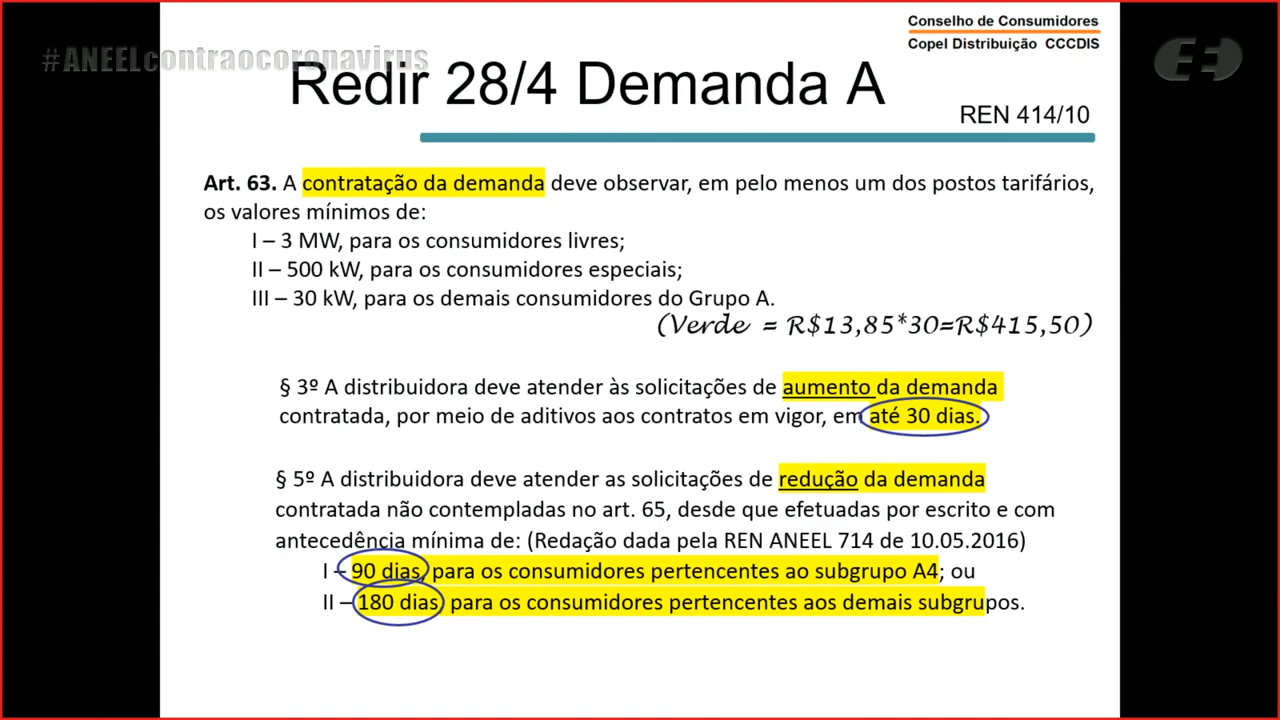 Conselho de Consumidores
Copel Distribuição CCCDIS
#ANEELcontraocoronavirus
Redir 28/4 Demanda A
REN 414/10
Art. 63. A contratação da demanda deve observar, em pelo menos um dos postos tarifários,
os valores mínimos de:
I – 3 MW, para os consumidores livres;
II – 500 kW, para os consumidores especiais;
III – 30 kW, para os demais consumidores do Grupo A.
(Verde = R$13,85*30=R$415,50)
§ 3º A distribuidora deve atender às solicitações de aumento da demanda
contratada, por meio de aditivos aos contratos em vigor, em até 30 dias.
§ 5º A distribuidora deve atender as solicitações de redução da demanda
contratada não contempladas no art. 65, desde que efetuadas por escrito e com
antecedência mínima de: (Redação dada pela REN ANEEL 714 de 10.05.2016)
I – 90 dias, para os consumidores pertencentes ao subgrupo A4; ou
II – 180 dias, para os consumidores pertencentes aos demais subgrupos.